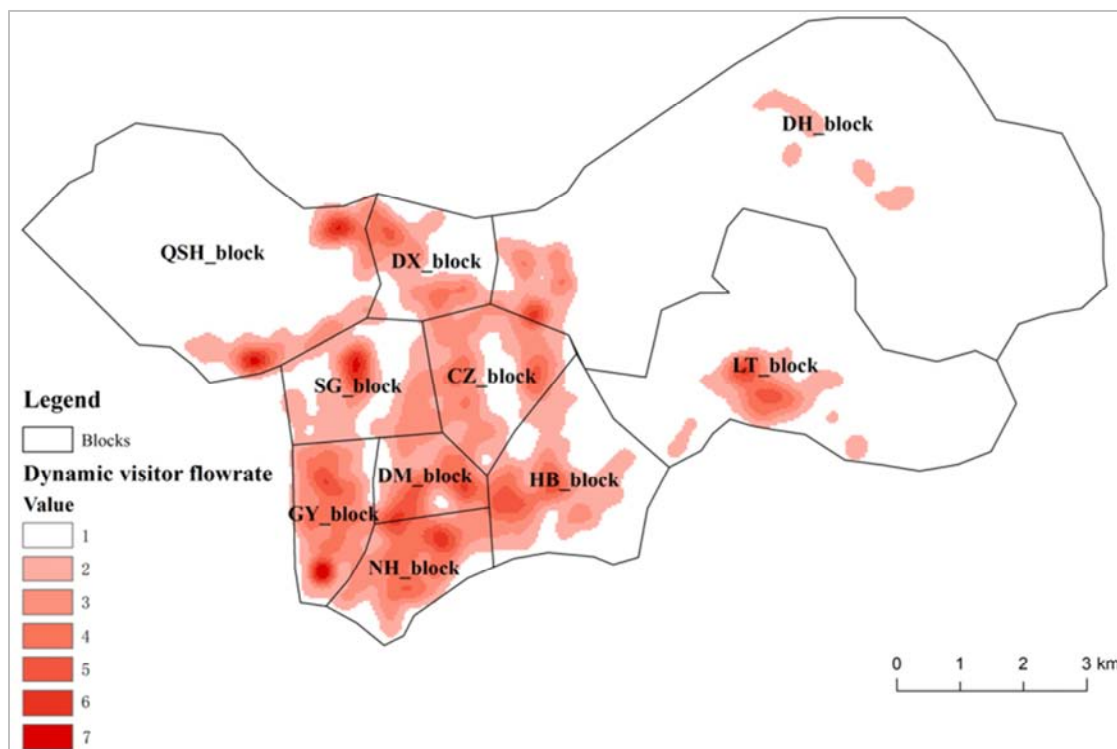 DH_block
QSH_block
DX_block
LT_block
SG_block
CZ_block
DM_block
HB_block
GY_block
NH_block
Legend
Blocks
Dynamic visitor flowrate
Value
1
2
3
4
5
6
7
0 1 2 3 km